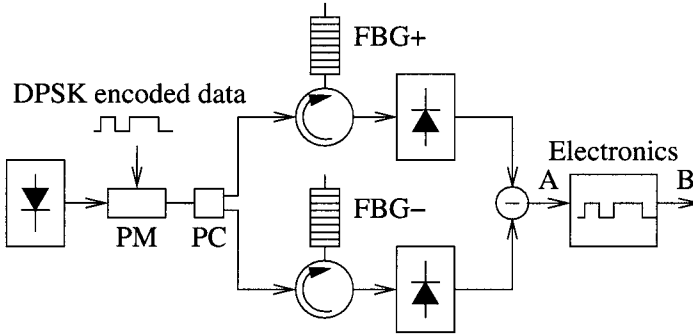 FBG+
DPSK encoded data
Electronics
A
B
FBG−
PM
PC
−